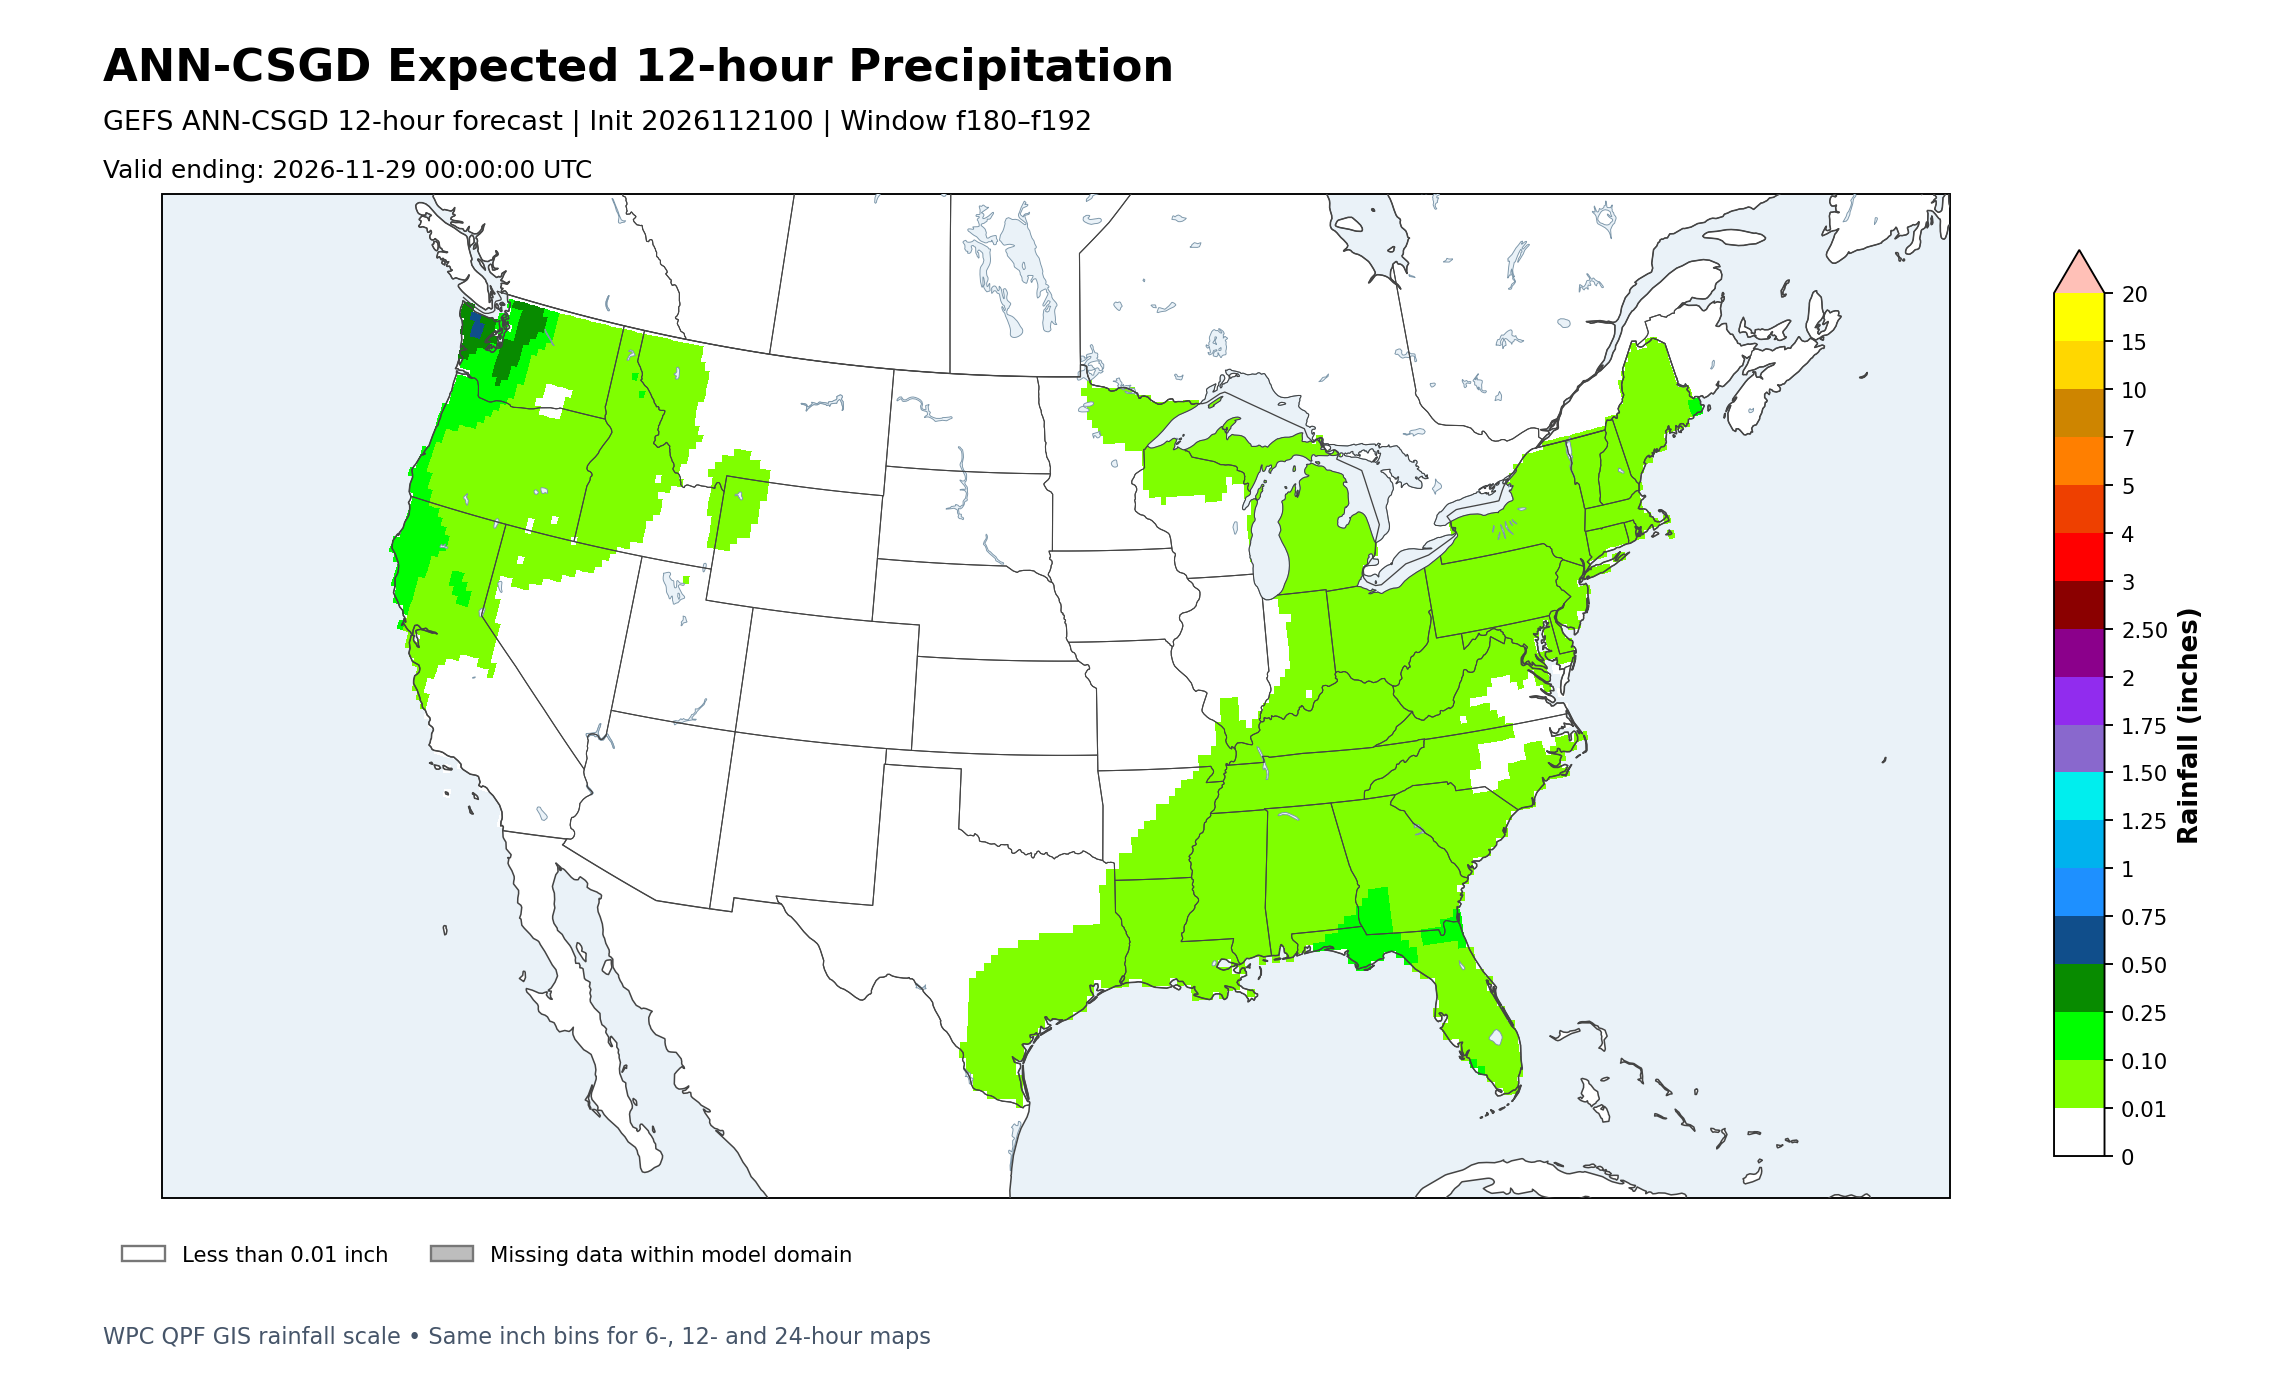 ANN-CSGD Expected 12-hour Precipitation
GEFS ANN-CSGD 12-hour forecast | Init 2026112100 | Window f180–f192
Valid ending: 2026-11-29 00:00:00 UTC
20
15
10
7
5
4
3
2.50
2
1.75
1.50
1.25
1
0.75
0.50
0.25
0.10
0.01
0
Rainfall (inches)
Less than 0.01 inch
Missing data within model domain
WPC QPF GIS rainfall scale • Same inch bins for 6-, 12- and 24-hour maps